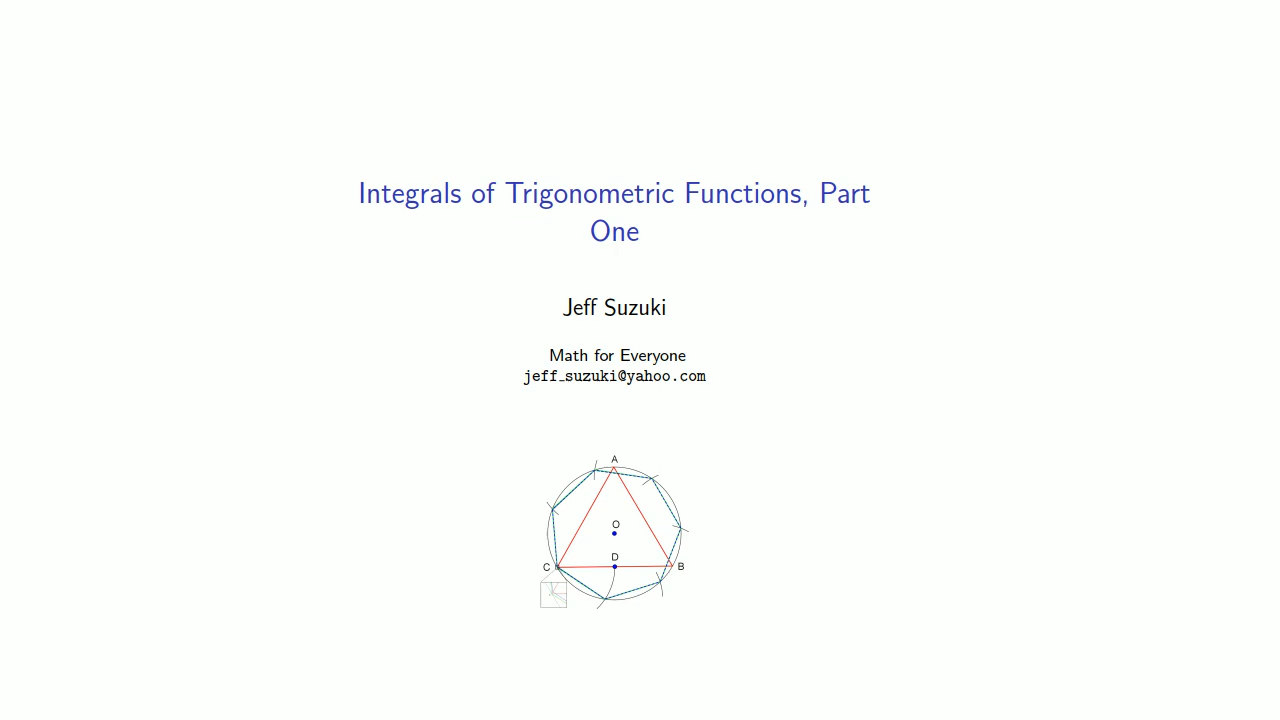 Integrals of Trigonometric Functions, Part
One
Jeff Suzuki
Math for Everyone
jeff_suzuki@yahoo.com
A
O
D
C
B